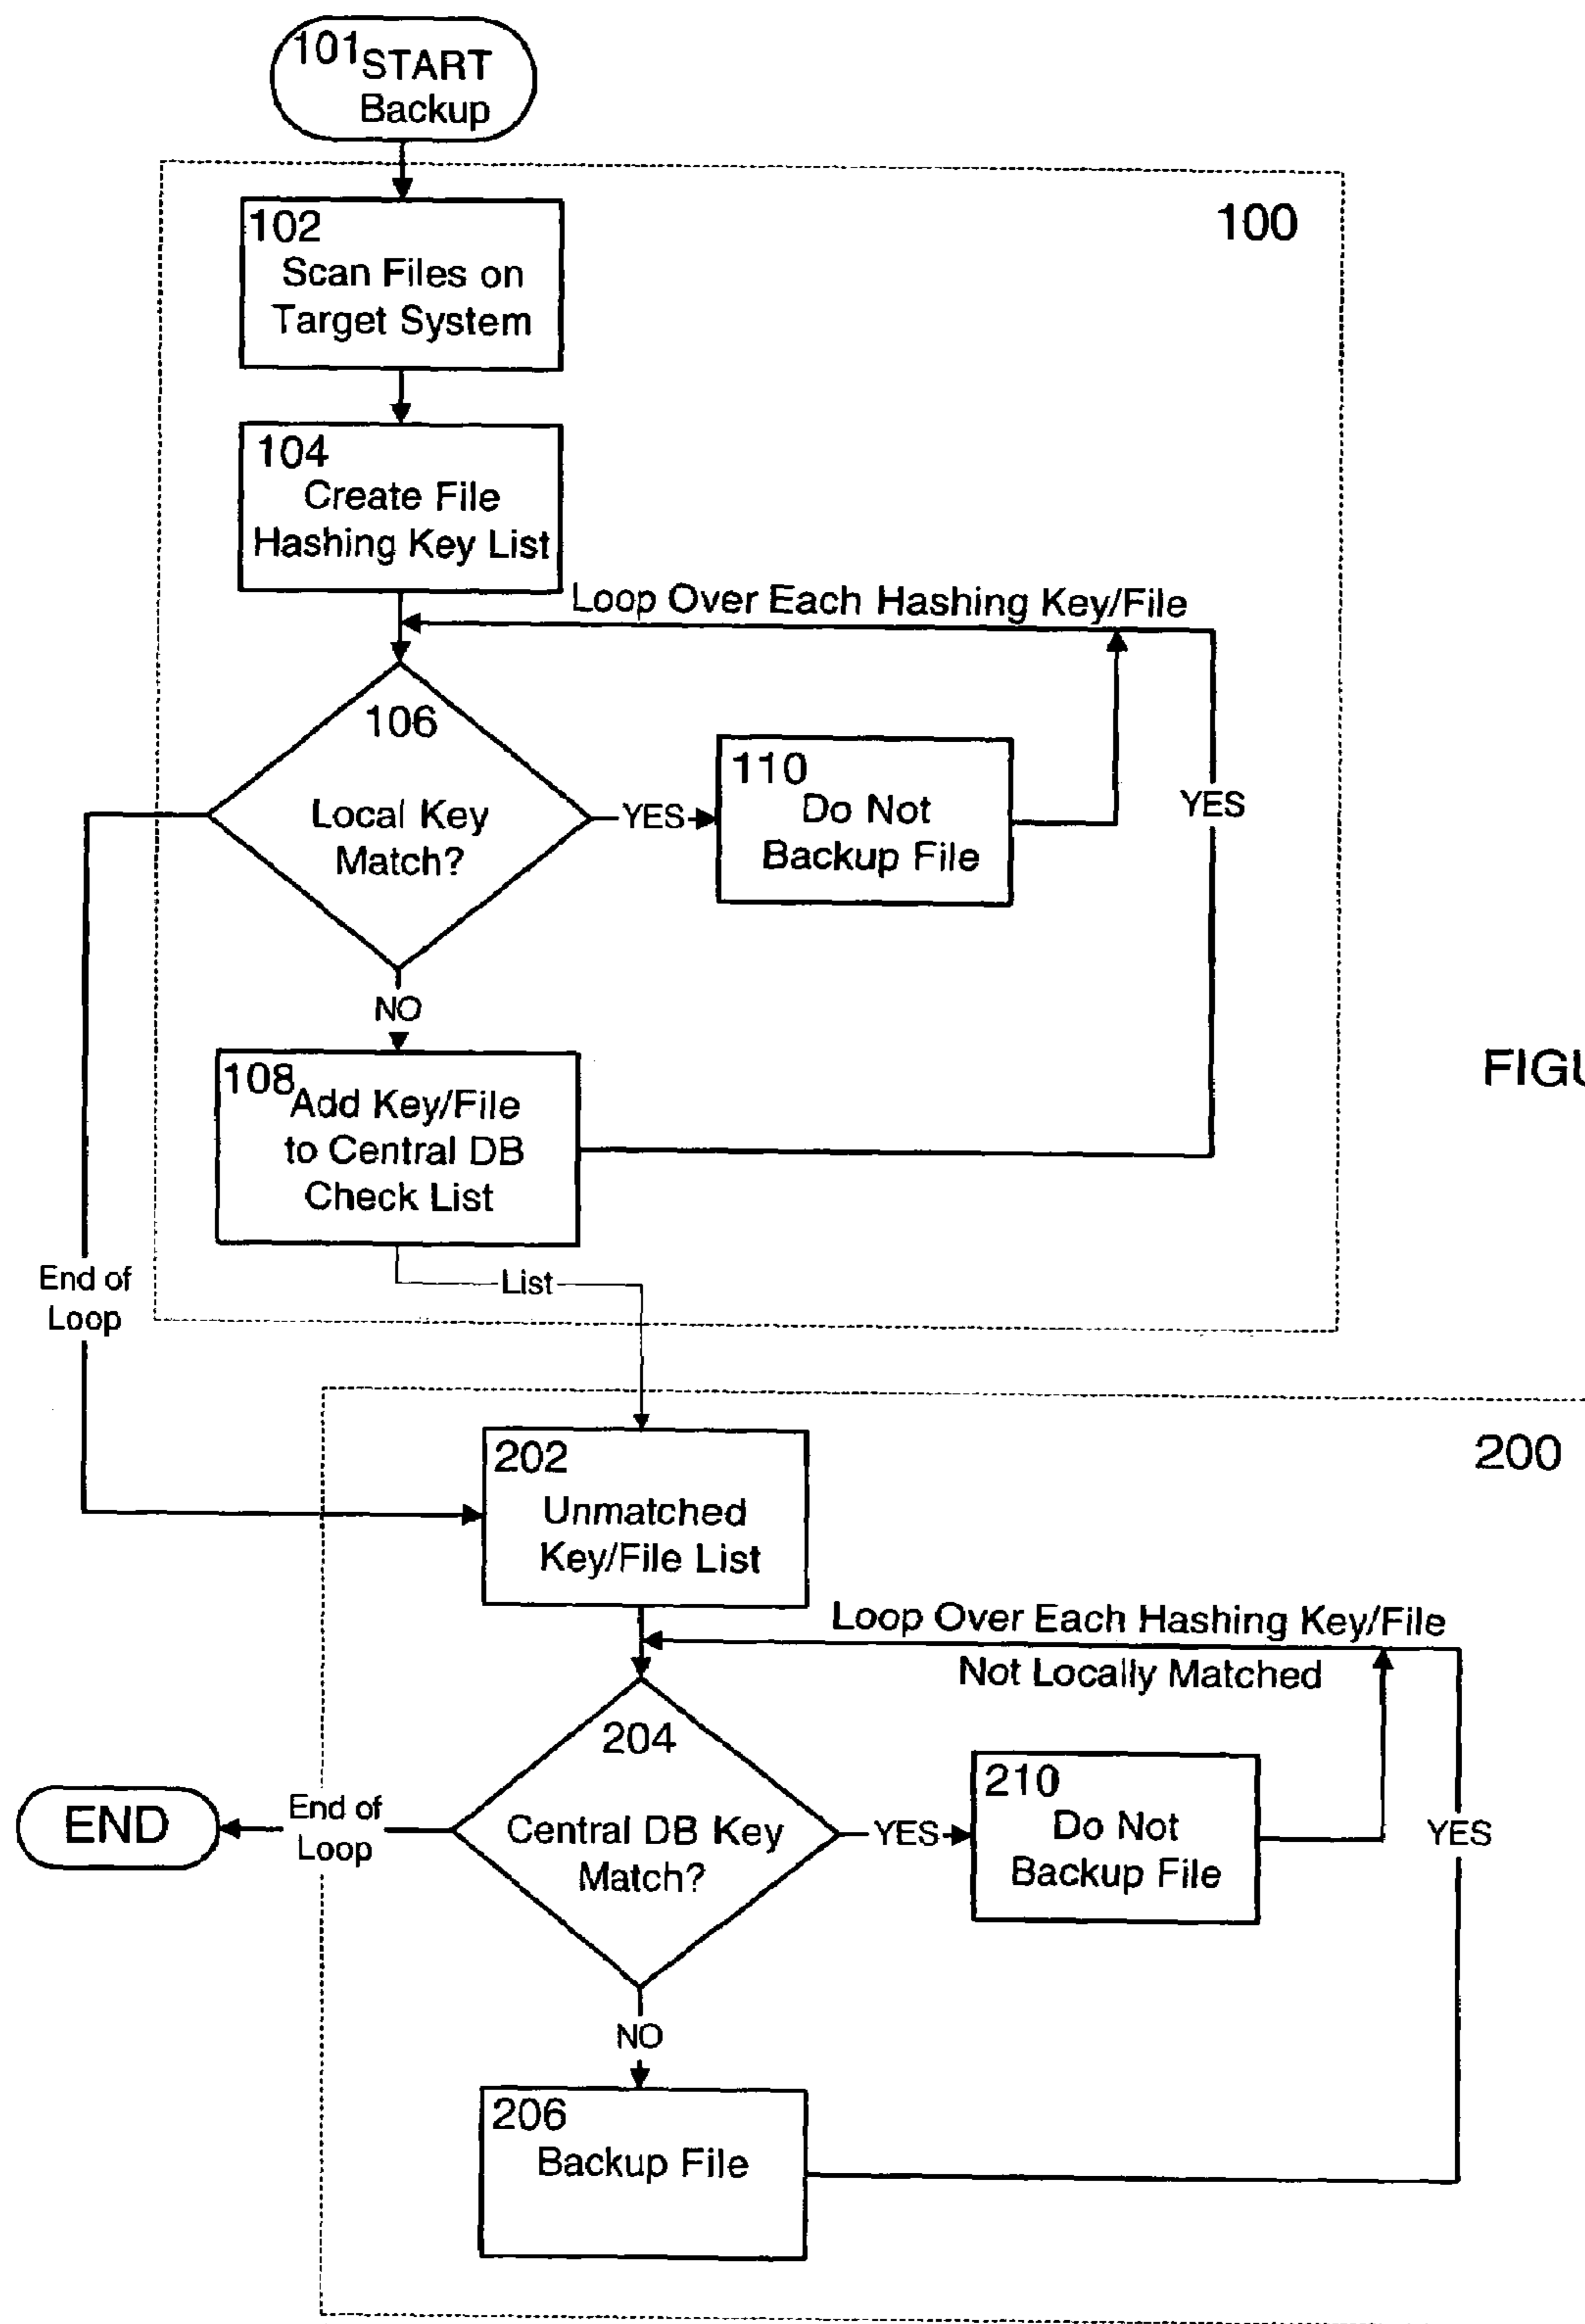 101 START
Backup
100
102
Scan Files on
Target System
104
Create File
Hashing Key List
Loop Over Each Hashing Key/File
106
Local Key
Match?
YES
110
Do Not
Backup File
YES
NO
FIGU
108
Add Key/File
to Central DB
Check List
List
End of
Loop
200
202
Unmatched
Key/File List
Loop Over Each Hashing Key/File
Not Locally Matched
204
Central DB Key
Match?
YES
210
Do Not
Backup File
YES
End of
Loop
END
NO
206
Backup File